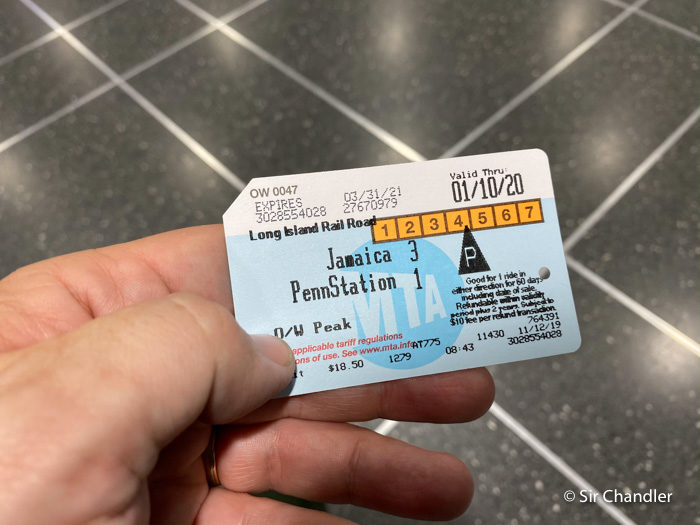 OW 0047
EXPIRES 03/31/21
3028554028 27670979
Valid Thru:
01/10/20
Long Island Rail Road
1 2 3 4 5 6 7
Jamaica 3
PennStation 1
P
MTA
O/W Peak
Good for 1 ride in
either direction for 60 days
including date of sale.
Refundable within validity
period plus 2 years. Subject to
$10 fee per refund transaction.
applicable tariff regulations
ons of use. See www.mta.info
764391
11430 11/12/19
$18.50 1279 AT775 08:43 3028554028
© Sir Chandler